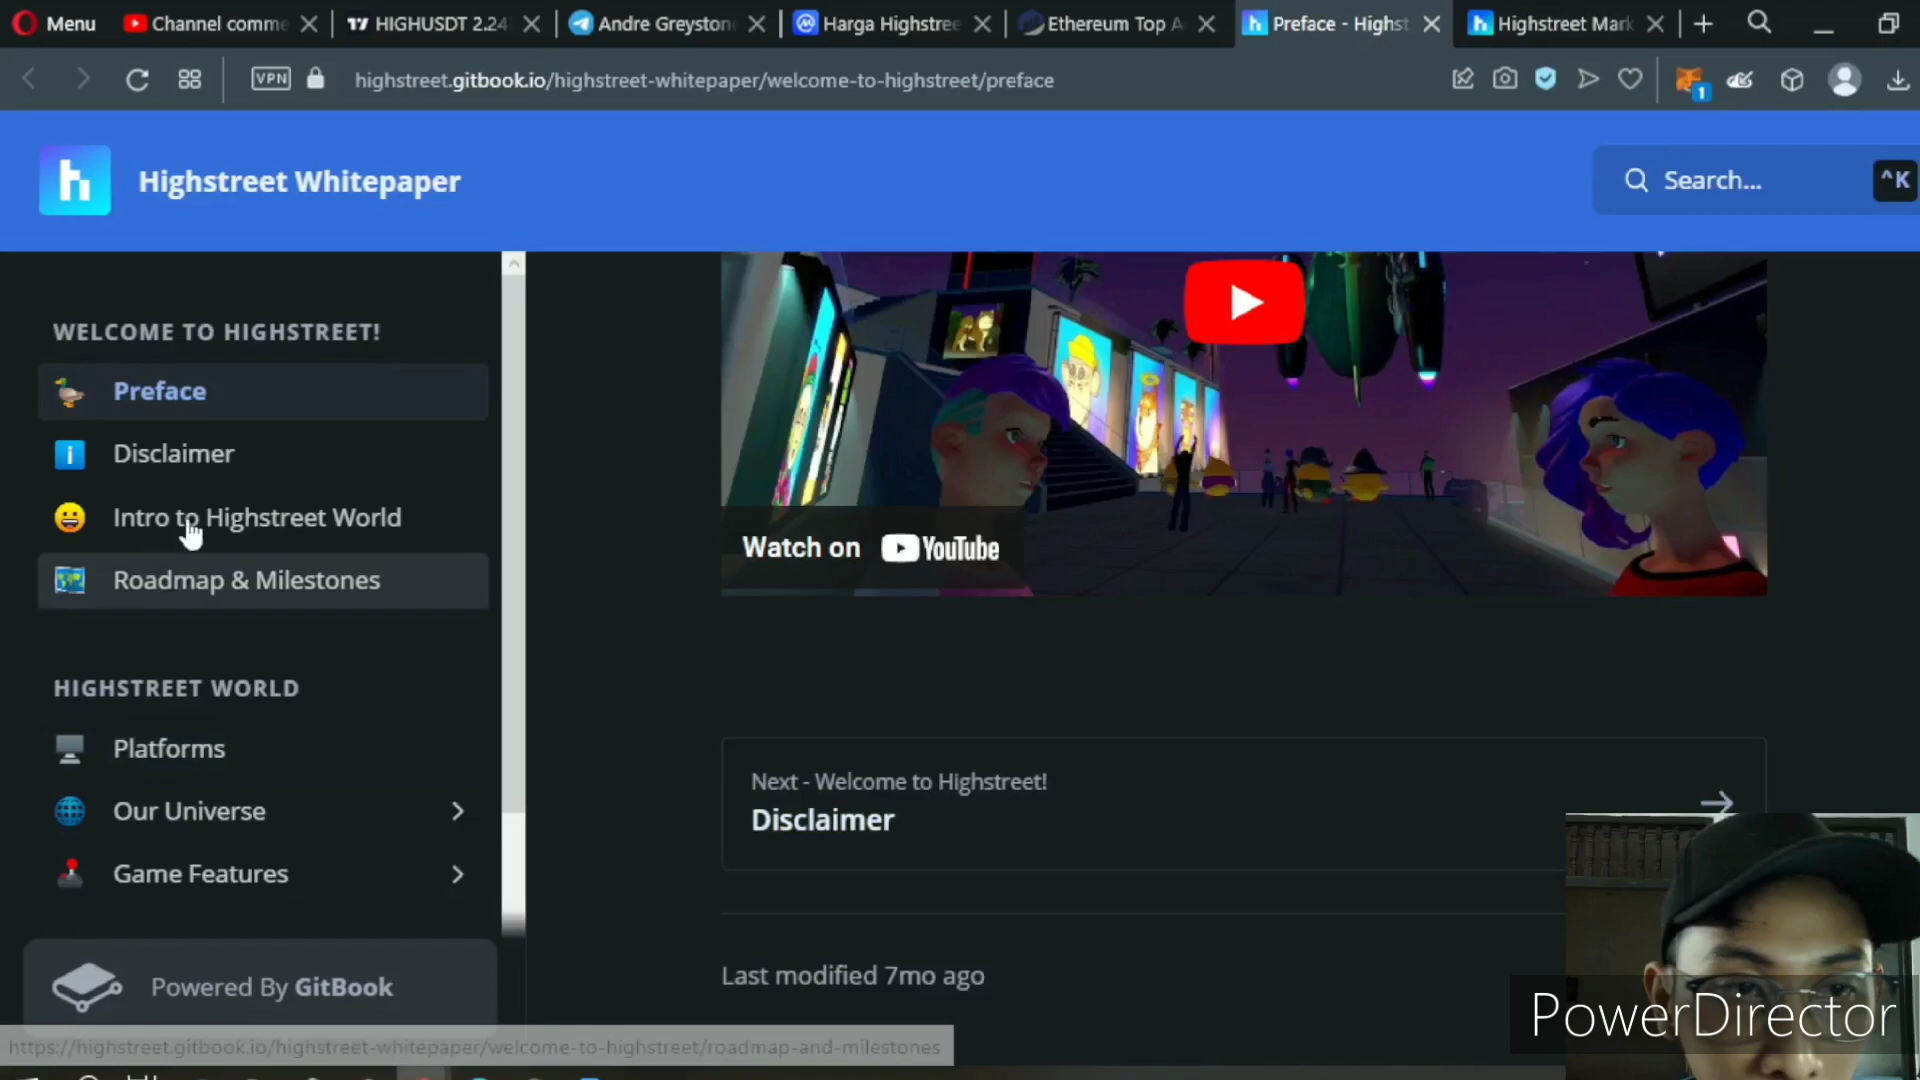 Menu
Channel comme
HIGHUSDT 2.24
Andre Greyston
Harga Highstree
Ethereum Top A
Preface - Highst
Highstreet Mark
VPN
highstreet.gitbook.io/highstreet-whitepaper/welcome-to-highstreet/preface
1
Highstreet Whitepaper
Search...
^K
WELCOME TO HIGHSTREET!
Preface
Disclaimer
Intro to Highstreet World
Roadmap & Milestones
HIGHSTREET WORLD
Platforms
Our Universe
Game Features
Powered By GitBook
Watch on YouTube
Next - Welcome to Highstreet!
Disclaimer
Last modified 7mo ago
PowerDirector
https://highstreet.gitbook.io/highstreet-whitepaper/welcome-to-highstreet/roadmap-and-milestones